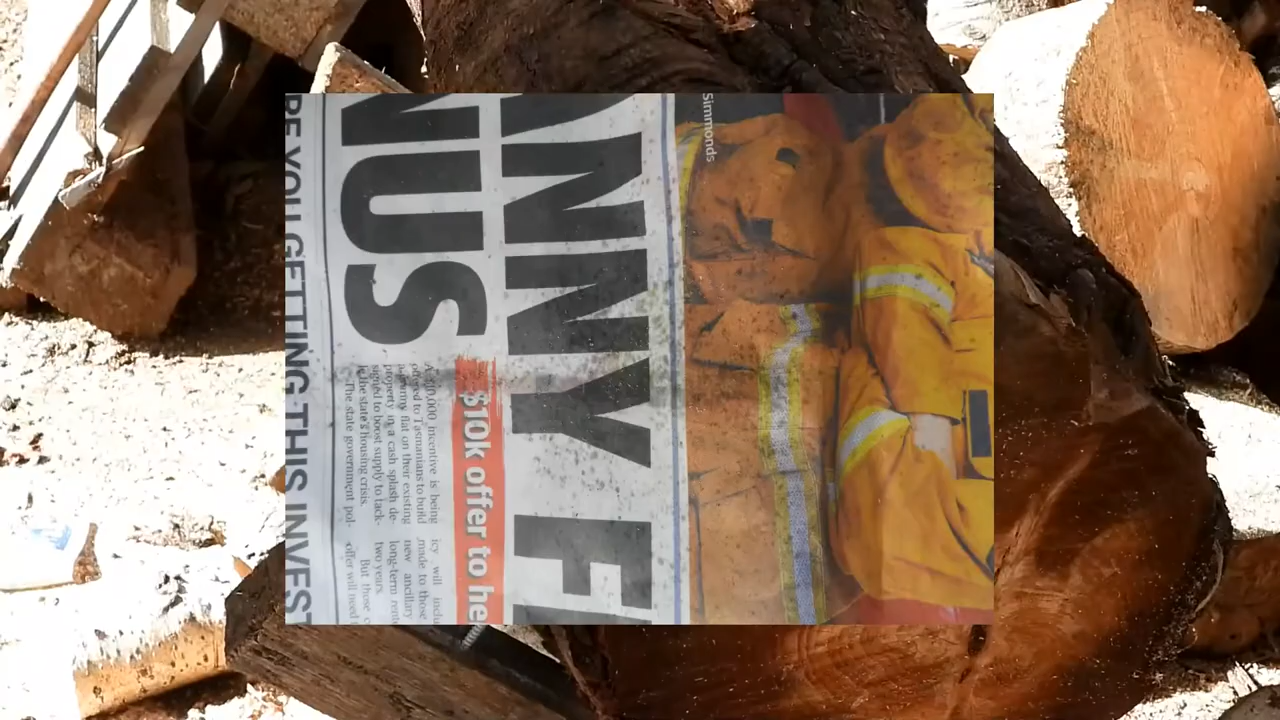 Simmonds
NNY F
NUS
$10k offer to he
A $10,000 incentive is being
offered to Tasmanians to build
a granny flat on their existing
property in a cash splash de-
signed to boost supply to tack-
le the state's housing crisis.
The state government pol-
icy will inclu
made to those
new ancillary
long-term rent
two years.
But those c
offer will need
BE YOU GETTING THIS INVEST